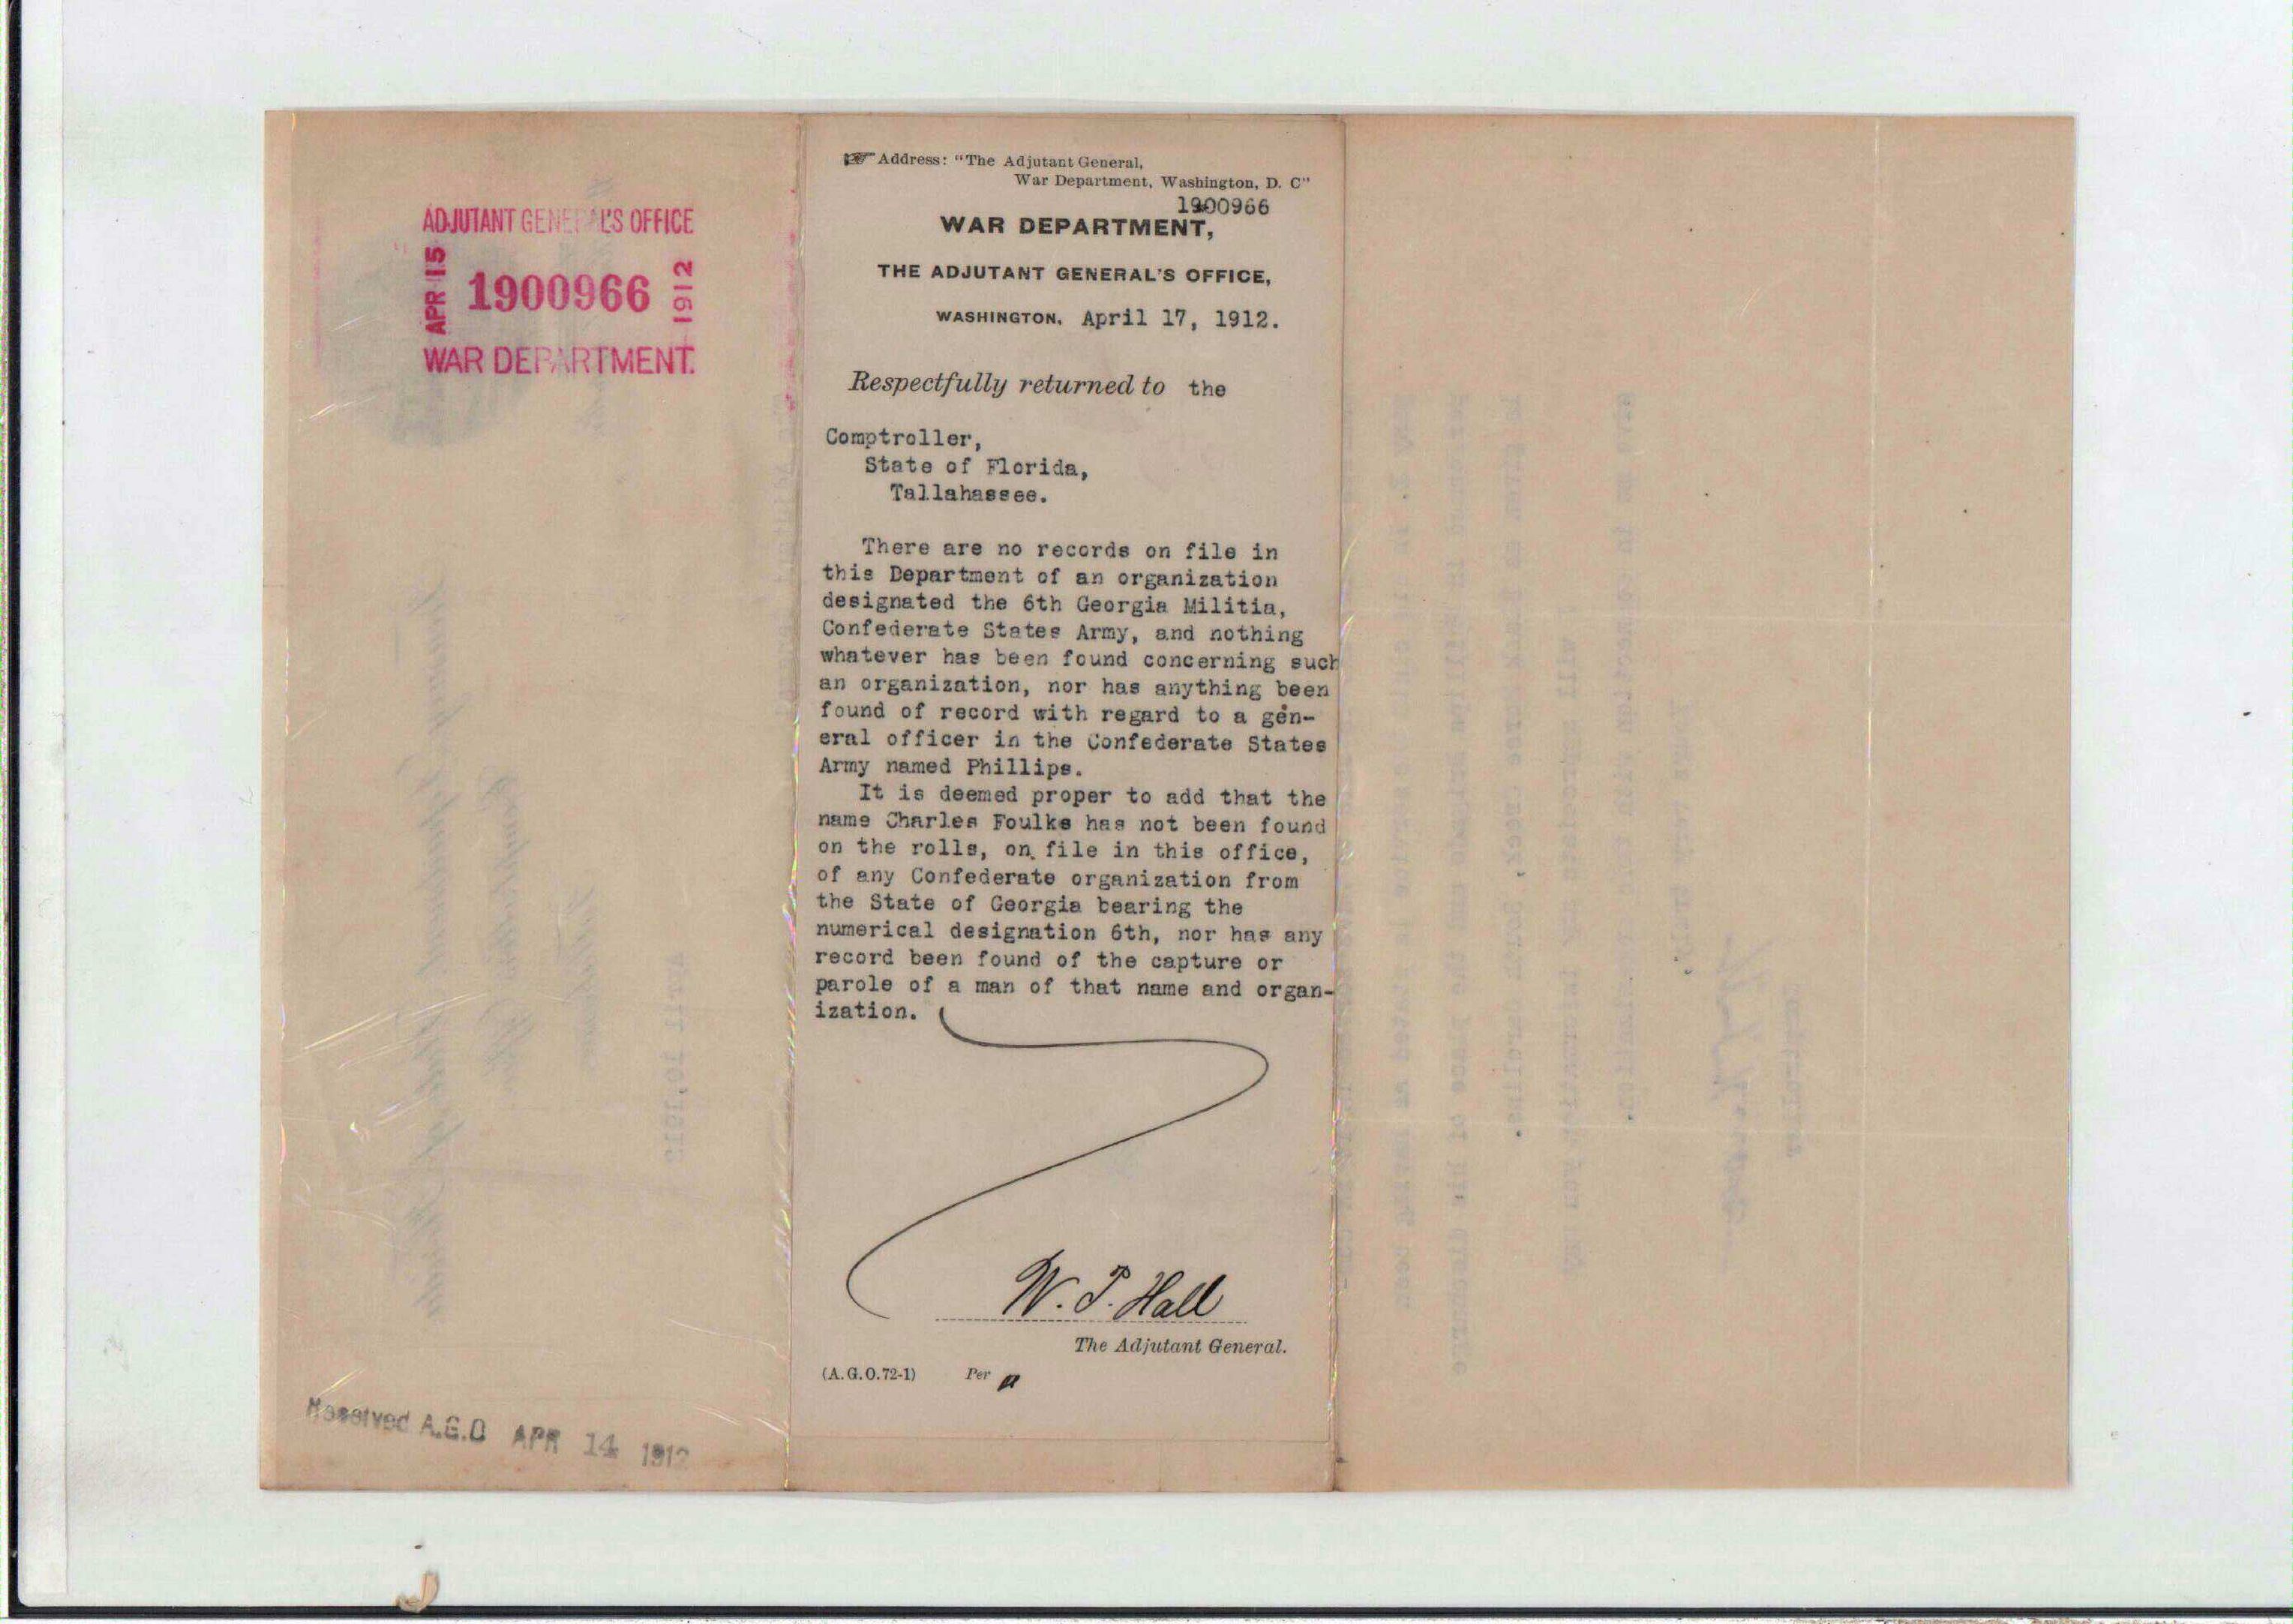 ADJUTANT GENERAL'S OFFICE
APR 15 1900966 1912
WAR DEPARTMENT.
Received A.G.O APR 14 1912
Address: "The Adjutant General,
War Department, Washington, D. C"
1900966
WAR DEPARTMENT,
THE ADJUTANT GENERAL'S OFFICE,
WASHINGTON, April 17, 1912.
Respectfully returned to the
Comptroller,
State of Florida,
Tallahassee.
There are no records on file in
this Department of an organization
designated the 6th Georgia Militia,
Confederate States Army, and nothing
whatever has been found concerning such
an organization, nor has anything been
found of record with regard to a gen-
eral officer in the Confederate States
Army named Phillips.
It is deemed proper to add that the
name Charles Foulks has not been found
on the rolls, on file in this office,
of any Confederate organization from
the State of Georgia bearing the
numerical designation 6th, nor has any
record been found of the capture or
parole of a man of that name and organ-
ization.
W. P. Hall
The Adjutant General.
(A.G.O.72-1) Per